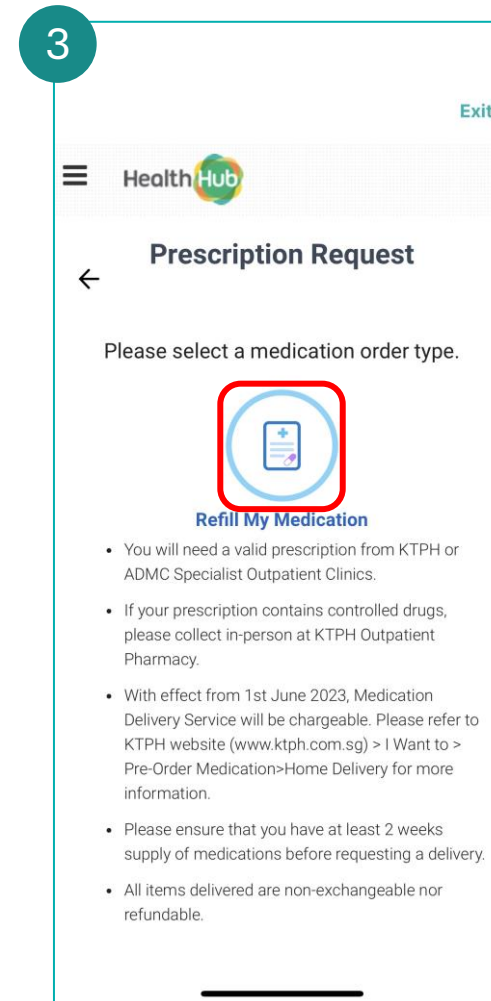 3
Exit
HealthHub
Prescription Request
Please select a medication order type.
Refill My Medication
• You will need a valid prescription from KTPH or
ADMC Specialist Outpatient Clinics.
• If your prescription contains controlled drugs,
please collect in-person at KTPH Outpatient
Pharmacy.
• With effect from 1st June 2023, Medication
Delivery Service will be chargeable. Please refer to
KTPH website (www.ktph.com.sg) > I Want to >
Pre-Order Medication>Home Delivery for more
information.
• Please ensure that you have at least 2 weeks
supply of medications before requesting a delivery.
• All items delivered are non-exchangeable nor
refundable.